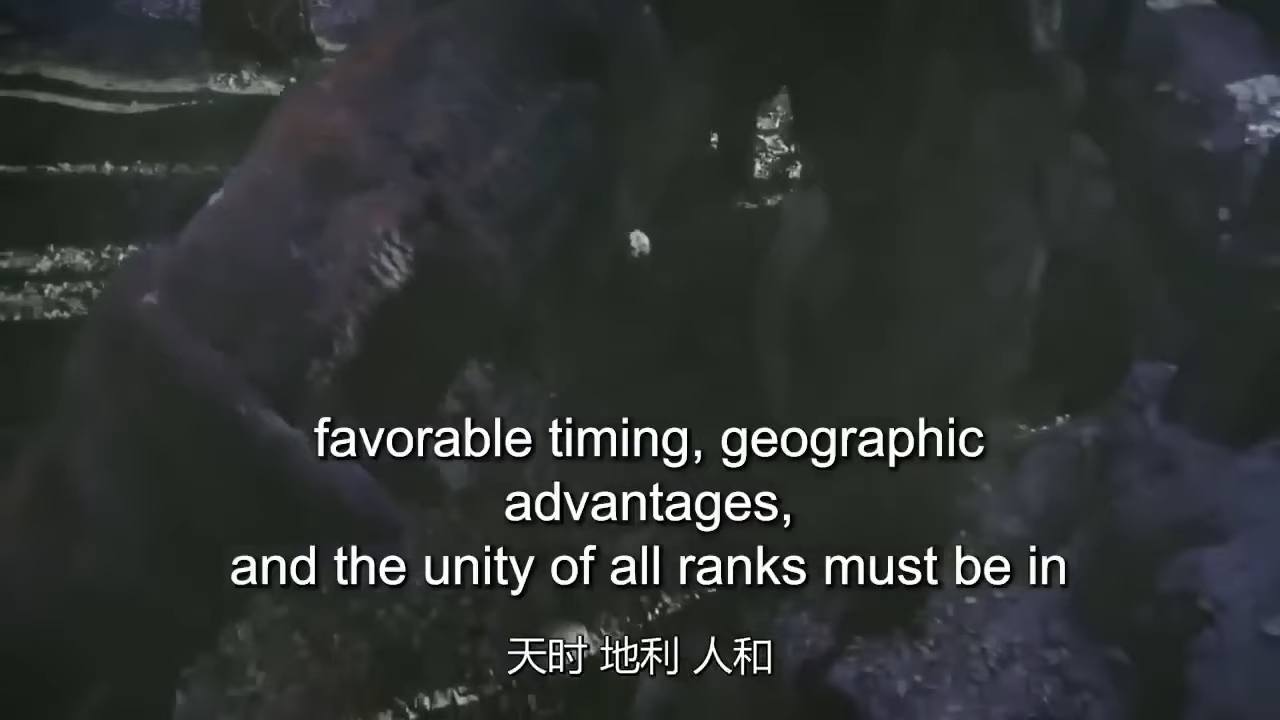 favorable timing, geographic
advantages,
and the unity of all ranks must be in
天时 地利 人和